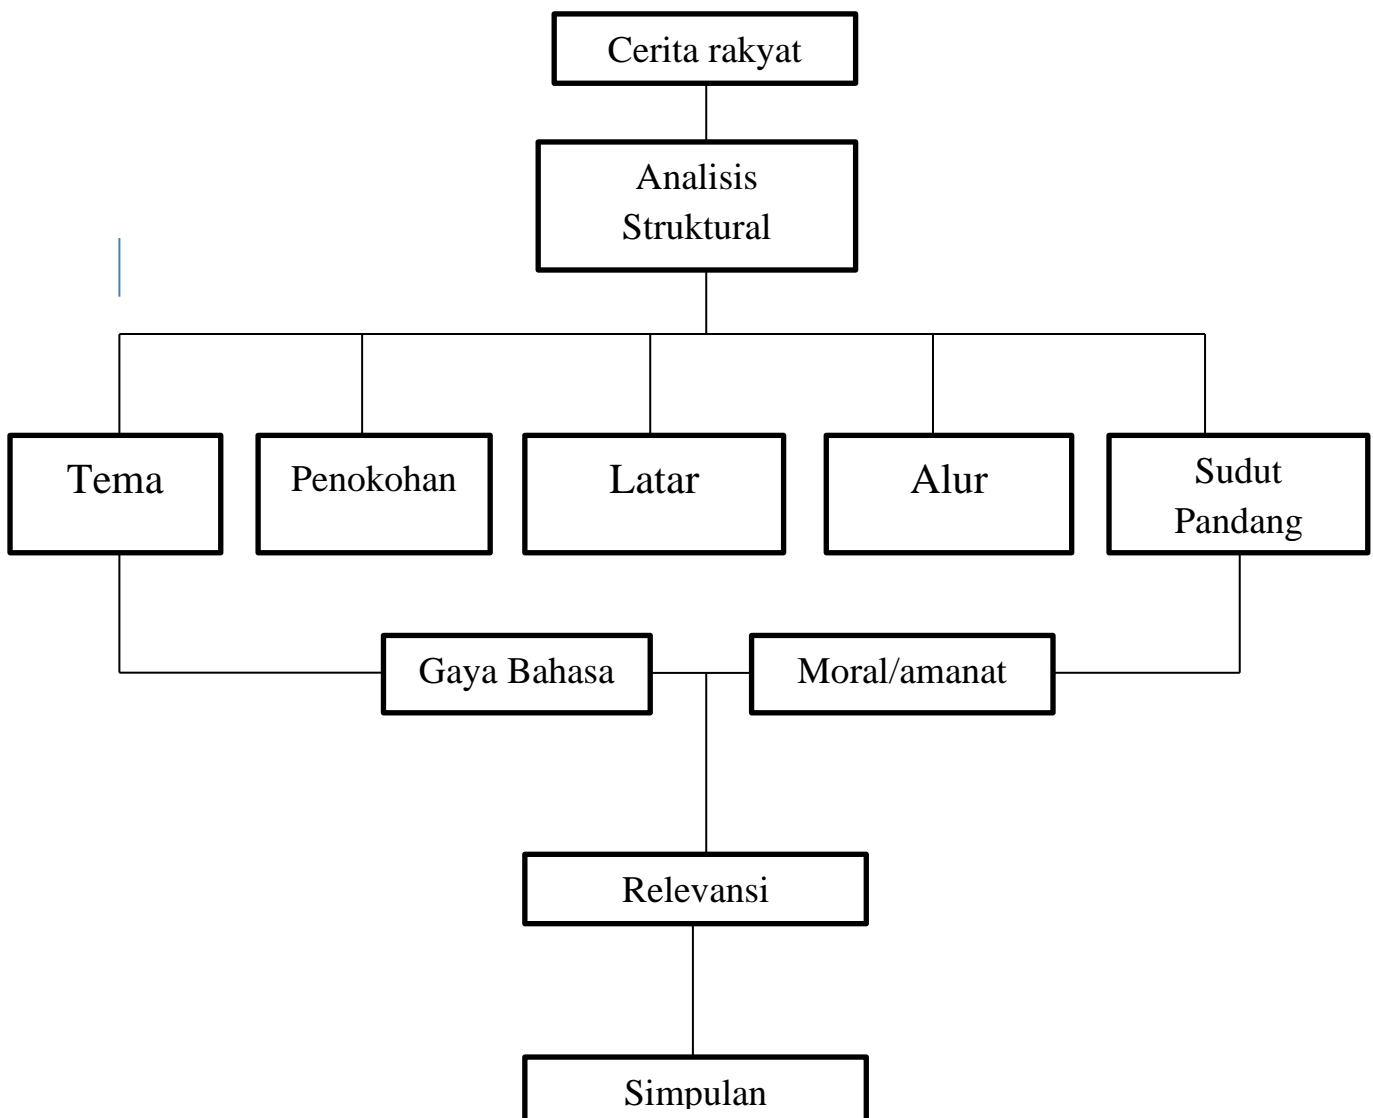 Cerita rakyat
Analisis
Struktural
Tema
Penokohan
Latar
Alur
Sudut
Pandang
Gaya Bahasa
Moral/amanat
Relevansi
Simpulan